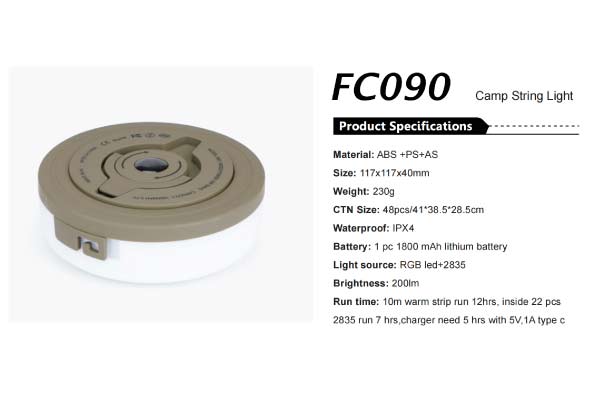 FC090 Camp String Light
Product Specifications
Material: ABS +PS+AS
Size: 117x117x40mm
Weight: 230g
CTN Size: 48pcs/41*38.5*28.5cm
Waterproof: IPX4
Battery: 1 pc 1800 mAh lithium battery
Light source: RGB led+2835
Brightness: 200lm
Run time: 10m warm strip run 12hrs, inside 22 pcs
2835 run 7 hrs,charger need 5 hrs with 5V,1A type c